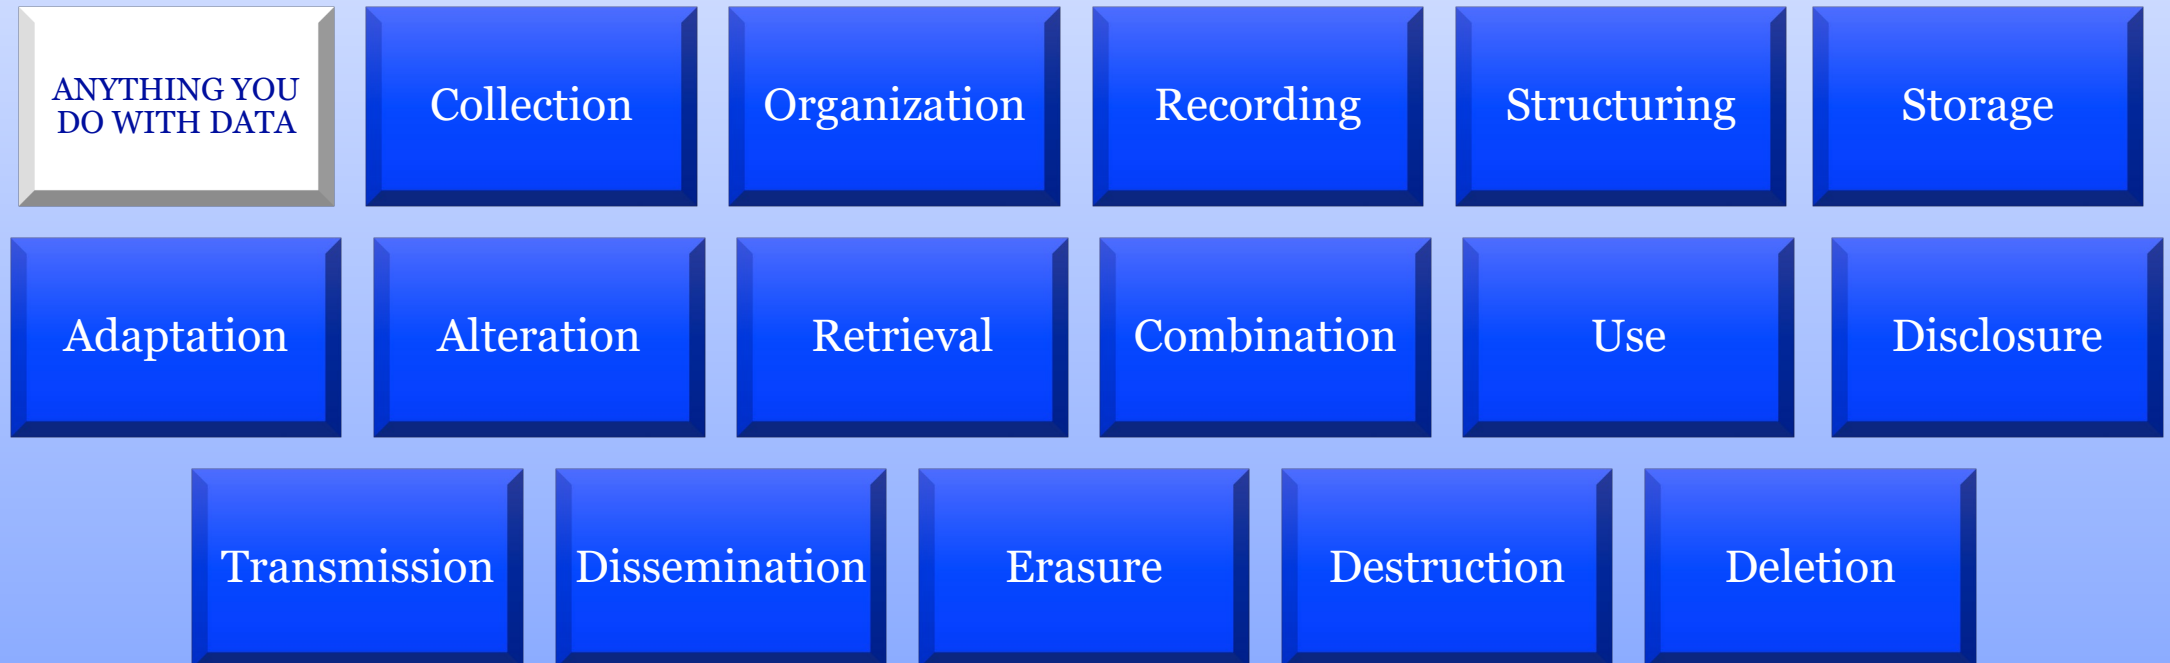 ANYTHING YOU
DO WITH DATA
Collection
Organization
Recording
Structuring
Storage
Adaptation
Alteration
Retrieval
Combination
Use
Disclosure
Transmission
Dissemination
Erasure
Destruction
Deletion